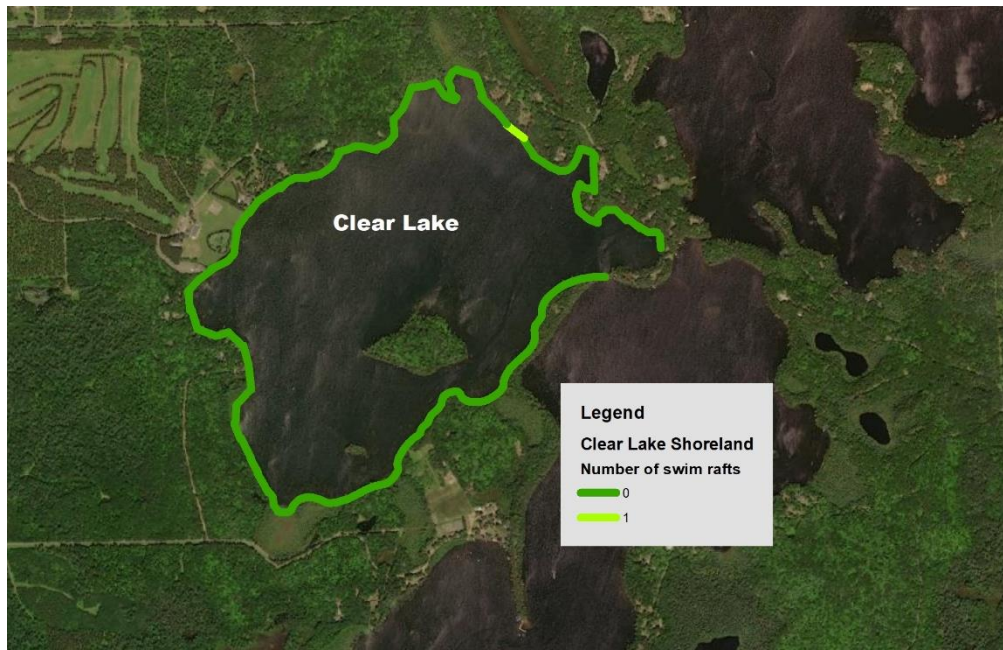 Clear Lake
Legend
Clear Lake Shoreland
Number of swim rafts
0
1